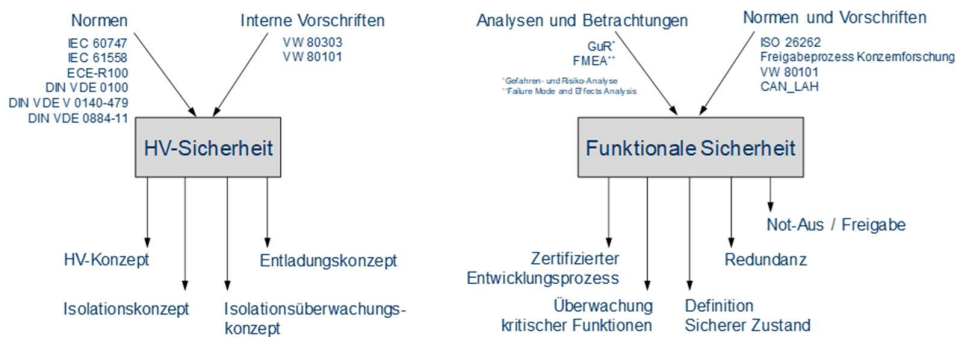 Normen
IEC 60747
IEC 61558
ECE-R100
DIN VDE 0100
DIN VDE V 0140-479
DIN VDE 0884-11
Interne Vorschriften
VW 80303
VW 80101
HV-Sicherheit
HV-Konzept
Entladungskonzept
Isolationskonzept
Isolationsüberwachungs-
konzept
Analysen und Betrachtungen
GuR*
FMEA**
*Gefahren- und Risiko-Analyse
**Failure Mode and Effects Analysis
Normen und Vorschriften
ISO 26262
Freigabeprozess Konzernforschung
VW 80101
CAN_LAH
Funktionale Sicherheit
Not-Aus / Freigabe
Zertifizierter
Entwicklungsprozess
Redundanz
Überwachung
kritischer Funktionen
Definition
Sicherer Zustand